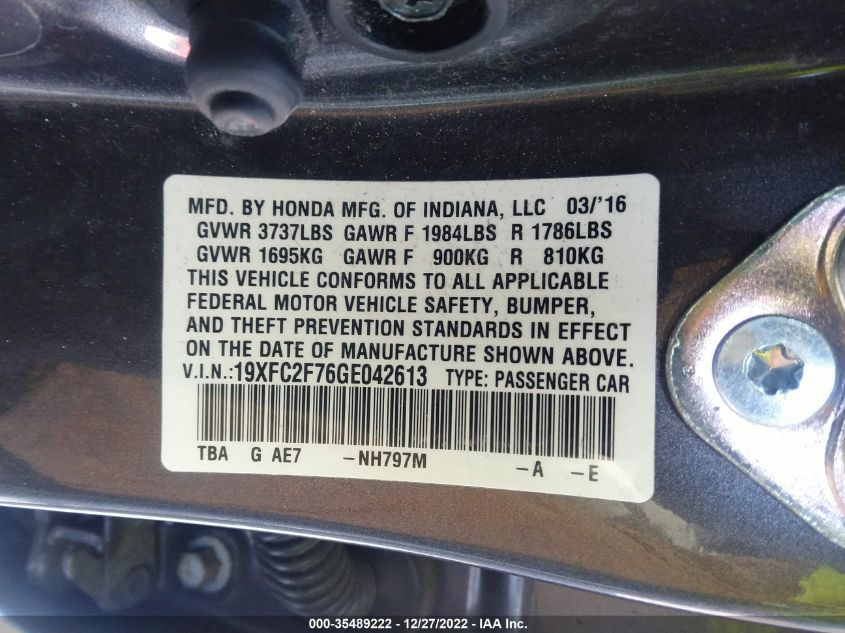 MFD. BY HONDA MFG. OF INDIANA, LLC 03/'16
GVWR 3737LBS GAWR F 1984LBS R 1786LBS
GVWR 1695KG GAWR F 900KG R 810KG
THIS VEHICLE CONFORMS TO ALL APPLICABLE
FEDERAL MOTOR VEHICLE SAFETY, BUMPER,
AND THEFT PREVENTION STANDARDS IN EFFECT
ON THE DATE OF MANUFACTURE SHOWN ABOVE.
V.I.N.:19XFC2F76GE042613 TYPE: PASSENGER CAR
TBA G AE7 -NH797M -A -E
000-35489222 - 12/27/2022 - IAA Inc.